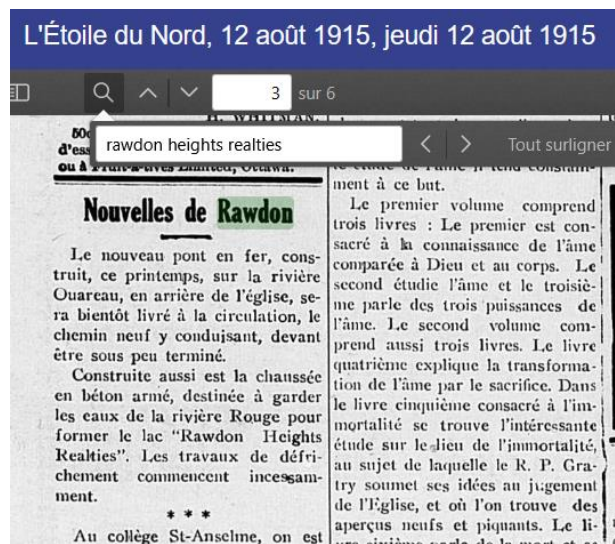 L'Étoile du Nord, 12 août 1915, jeudi 12 août 1915
3 sur 6
rawdon heights realties
Tout surligner
H. WHITMAN.
50c
d'ess
ou à Fruit-a-tives Limited, Ottawa.
Nouvelles de Rawdon
Le nouveau pont en fer, cons-
truit, ce printemps, sur la rivière
Ouareau, en arrière de l'église, se-
ra bientôt livré à la circulation, le
chemin neuf y conduisant, devant
être sous peu terminé.
Construite aussi est la chaussée
en béton armé, destinée à garder
les eaux de la rivière Rouge pour
former le lac "Rawdon Heights
Realties". Les travaux de défri-
chement commencent incessam-
ment.
* * *
Au collège St-Anselme, on est
ment à ce but.
Le premier volume comprend
trois livres : Le premier est con-
sacré à la connaissance de l'âme
comparée à Dieu et au corps. Le
second étudie l'âme et le troisiè-
me parle des trois puissances de
l'âme. Le second volume com-
prend aussi trois livres. Le livre
quatrième explique la transforma-
tion de l'âme par le sacrifice. Dans
le livre cinquième consacré à l'im-
mortalité se trouve l'intéressante
étude sur le lieu de l'immortalité,
au sujet de laquelle le R. P. Gra-
try soumet ses idées au jugement
de l'Eglise, et où l'on trouve des
aperçus neufs et piquants. Le li-